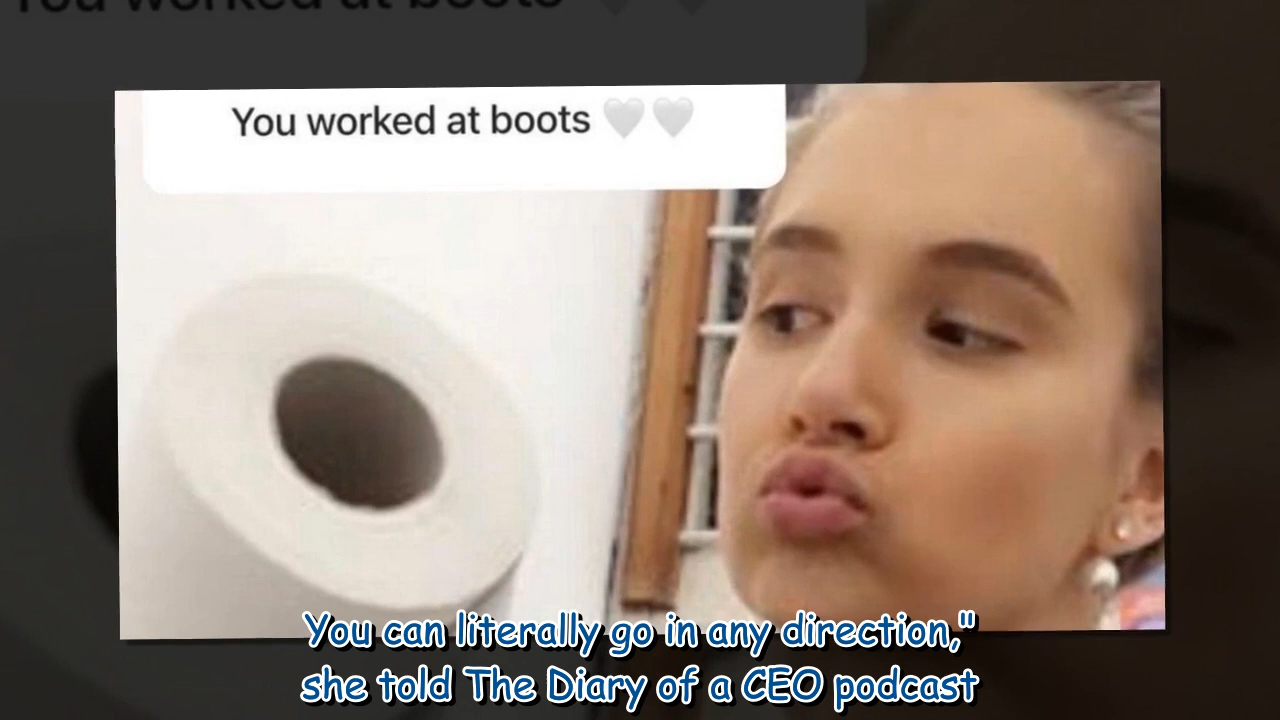 You worked at boots 🤍🤍
You can literally go in any direction,"
she told The Diary of a CEO podcast